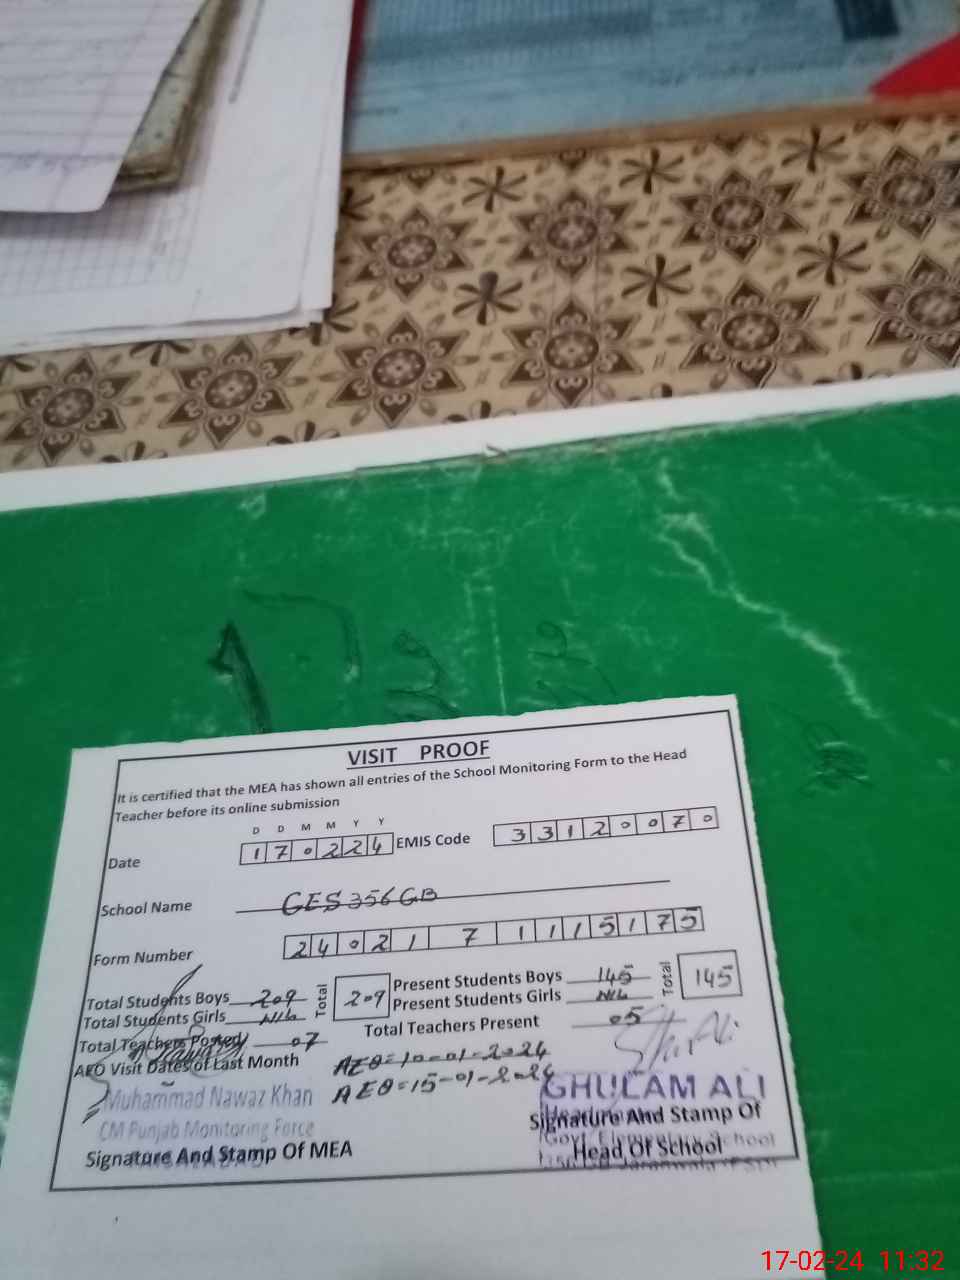 VISIT PROOF
It is certified that the MEA has shown all entries of the School Monitoring Form to the Head
Teacher before its online submission
D D M M Y Y
Date 1 7 0 2 2 4 EMIS Code 3 3 1 2 0 0 7 0
School Name GES 356 GB
Form Number 2 4 0 2 1 7 1 1 1 5 1 7 5
Total Students Boys 209 Total 209 Present Students Boys 145 Total 145
Total Students Girls Nil Present Students Girls Nil
Total Teachers Posted 07 Total Teachers Present 05
AEO Visit Dates of Last Month AEO=10-01-2024
AEO=15-01-2024
Muhammad Nawaz Khan GHULAM ALI
CM Punjab Monitoring Force
Signature And Stamp Of MEA Signature And Stamp Of
Head Of School
Govt. Elementary School
17-02-24 11:32